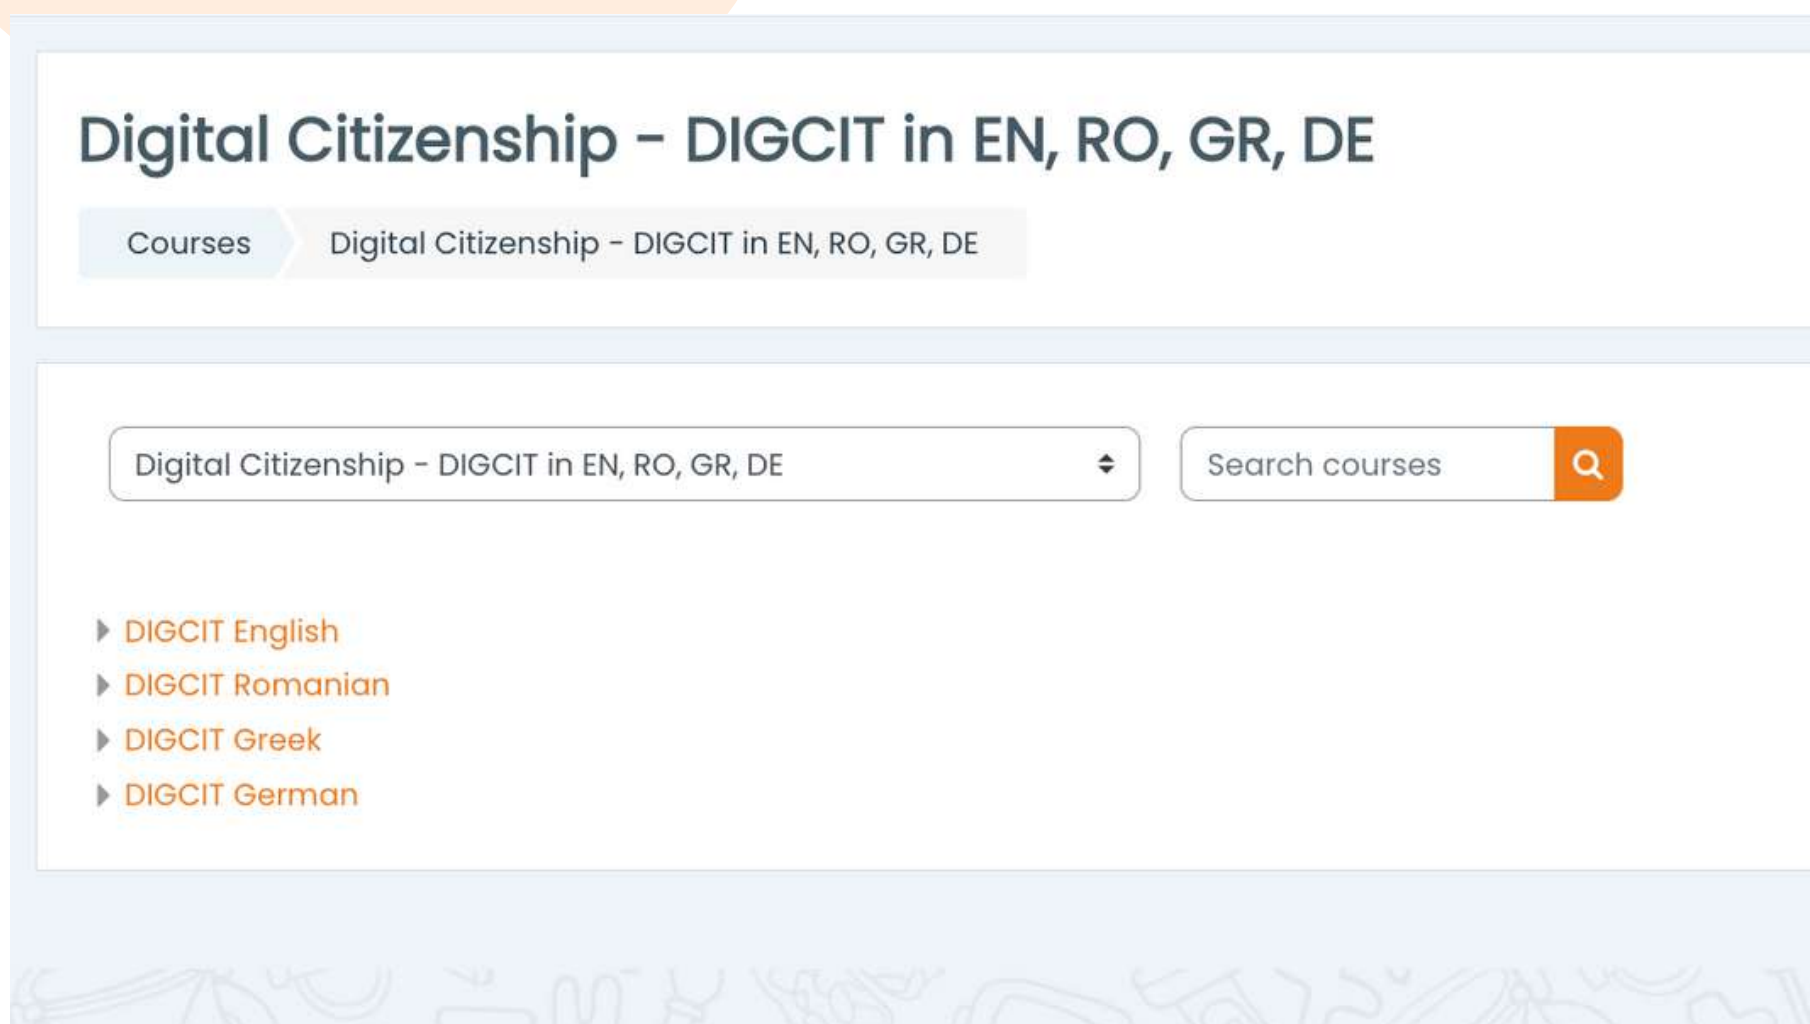 Digital Citizenship - DIGCIT in EN, RO, GR, DE
Courses Digital Citizenship - DIGCIT in EN, RO, GR, DE
Digital Citizenship - DIGCIT in EN, RO, GR, DE Search courses
DIGCIT English
DIGCIT Romanian
DIGCIT Greek
DIGCIT German